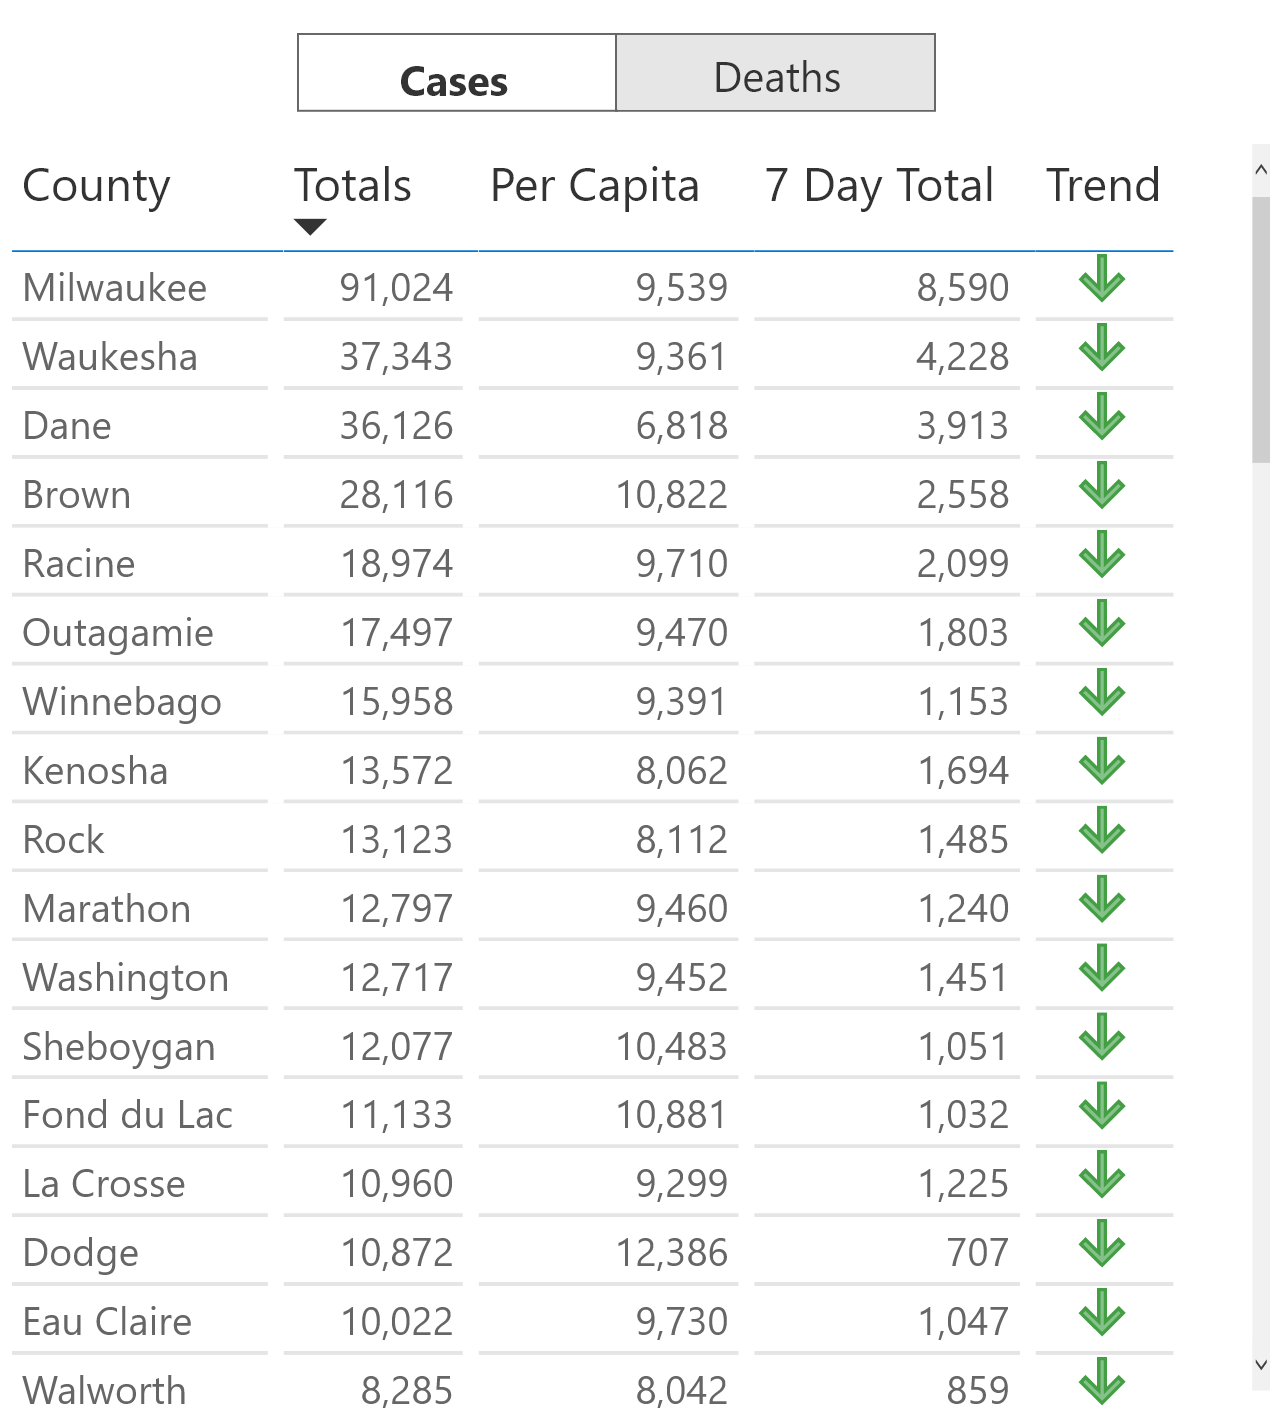 Cases Deaths
County Totals Per Capita 7 Day Total Trend
Milwaukee 91,024 9,539 8,590
Waukesha 37,343 9,361 4,228
Dane 36,126 6,818 3,913
Brown 28,116 10,822 2,558
Racine 18,974 9,710 2,099
Outagamie 17,497 9,470 1,803
Winnebago 15,958 9,391 1,153
Kenosha 13,572 8,062 1,694
Rock 13,123 8,112 1,485
Marathon 12,797 9,460 1,240
Washington 12,717 9,452 1,451
Sheboygan 12,077 10,483 1,051
Fond du Lac 11,133 10,881 1,032
La Crosse 10,960 9,299 1,225
Dodge 10,872 12,386 707
Eau Claire 10,022 9,730 1,047
Walworth 8,285 8,042 859